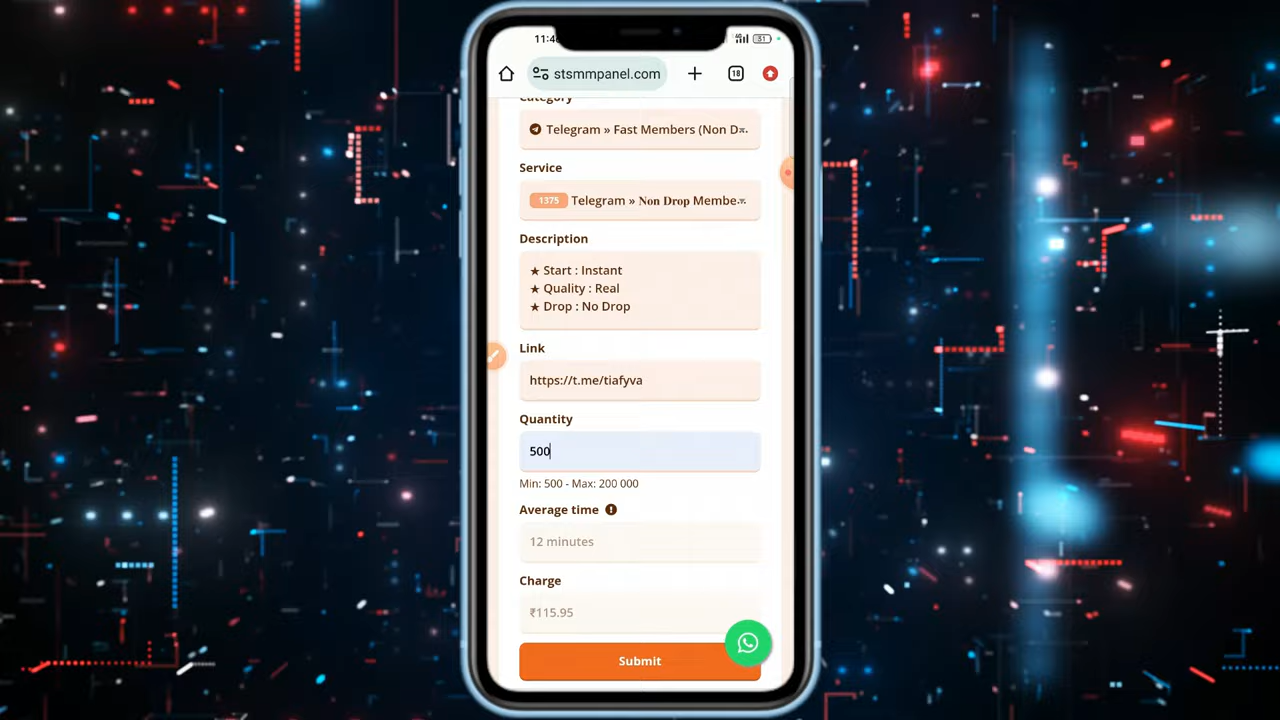 11:4
31
stsmmpanel.com
18
Category
Telegram » Fast Members (Non D
Service
1375 Telegram » Non Drop Membe
Description
★ Start : Instant
★ Quality : Real
★ Drop : No Drop
Link
https://t.me/tiafyva
Quantity
500
Min: 500 - Max: 200 000
Average time
12 minutes
Charge
₹115.95
Submit